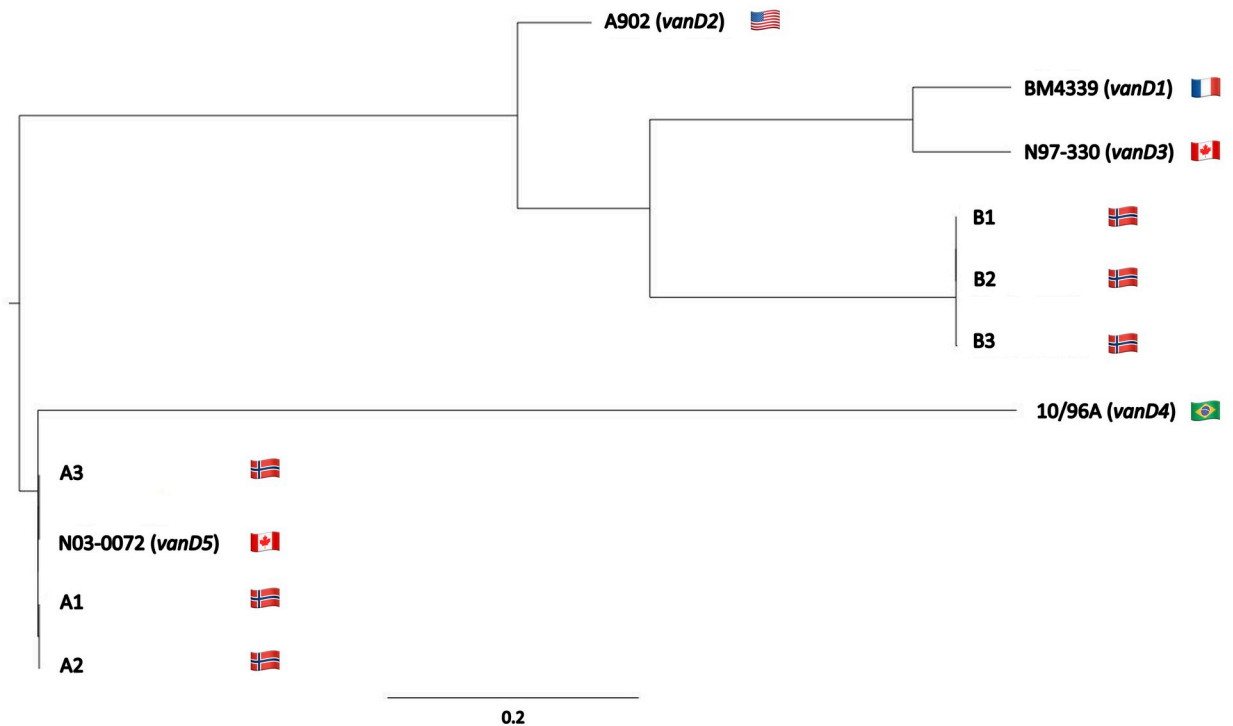 A902 (vanD2)
BM4339 (vanD1)
N97-330 (vanD3)
B1
B2
B3
10/96A (vanD4)
A3
N03-0072 (vanD5)
A1
A2
0.2